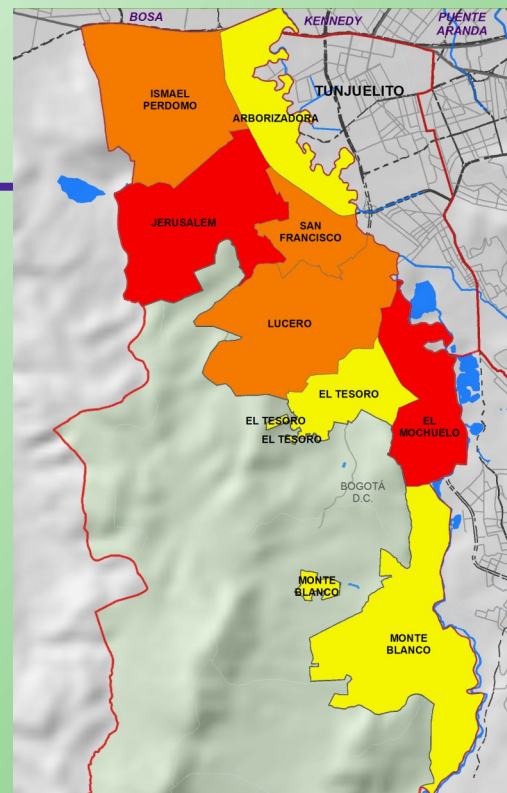 BOSA
KENNEDY
PUENTE
ARANDA
ISMAEL
PERDOMO
TUNJUELITO
ARBORIZADORA
JERUSALEM
SAN
FRANCISCO
LUCERO
EL TESORO
EL TESORO
EL TESORO
EL
MOCHUELO
BOGOTÁ
D.C.
MONTE
BLANCO
MONTE
BLANCO